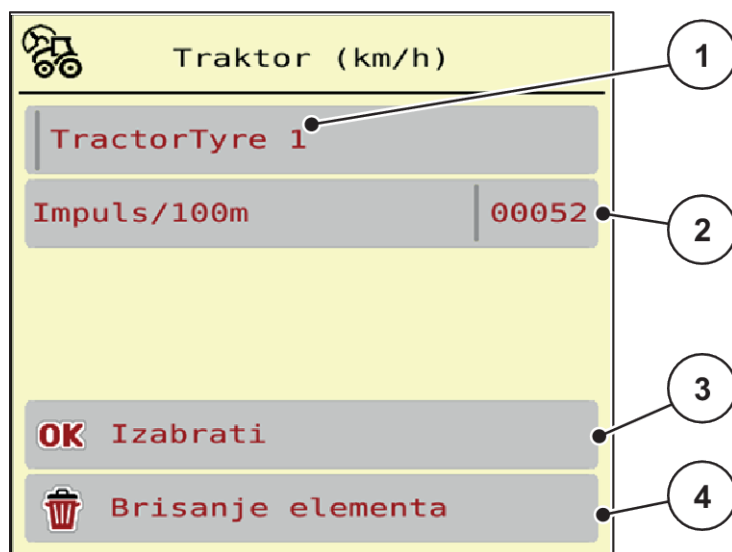 Traktor (km/h)
1
TractorTyre 1
Impuls/100m 00052
2
OK Izabrati
3
Brisanje elementa
4